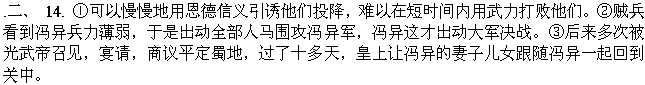 .二、 14. ①可以慢慢地用恩德信义引诱他们投降，难以在短时间内用武力打败他们。②贼兵
看到冯异兵力薄弱，于是出动全部人马围攻冯异军，冯异这才出动大军决战。③后来多次被
光武帝召见，宴请，商议平定蜀地，过了十多天，皇上让冯异的妻子儿女跟随冯异一起回到
关中。